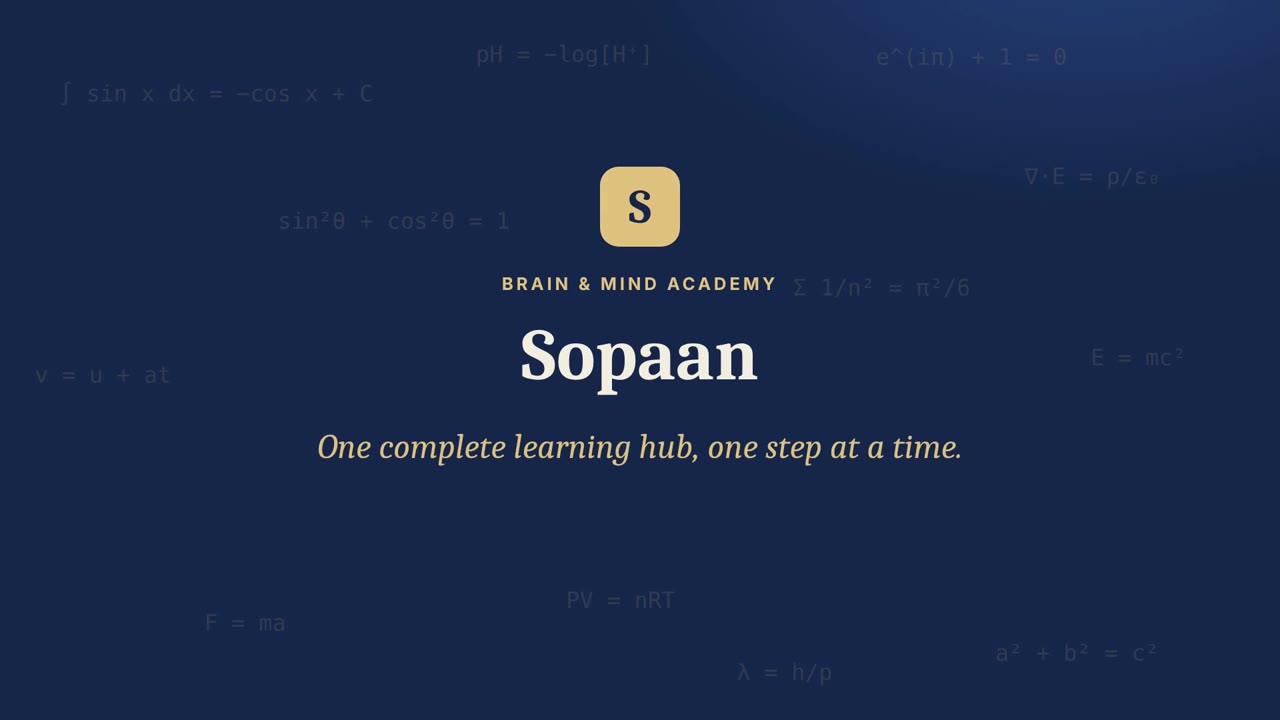 pH = −log[H⁺]
e^(iπ) + 1 = 0
∫ sin x dx = −cos x + C
∇·E = ρ/ε₀
S
sin²θ + cos²θ = 1
BRAIN & MIND ACADEMY
Σ 1/n² = π²/6
Sopaan
E = mc²
v = u + at
One complete learning hub, one step at a time.
PV = nRT
F = ma
a² + b² = c²
λ = h/p